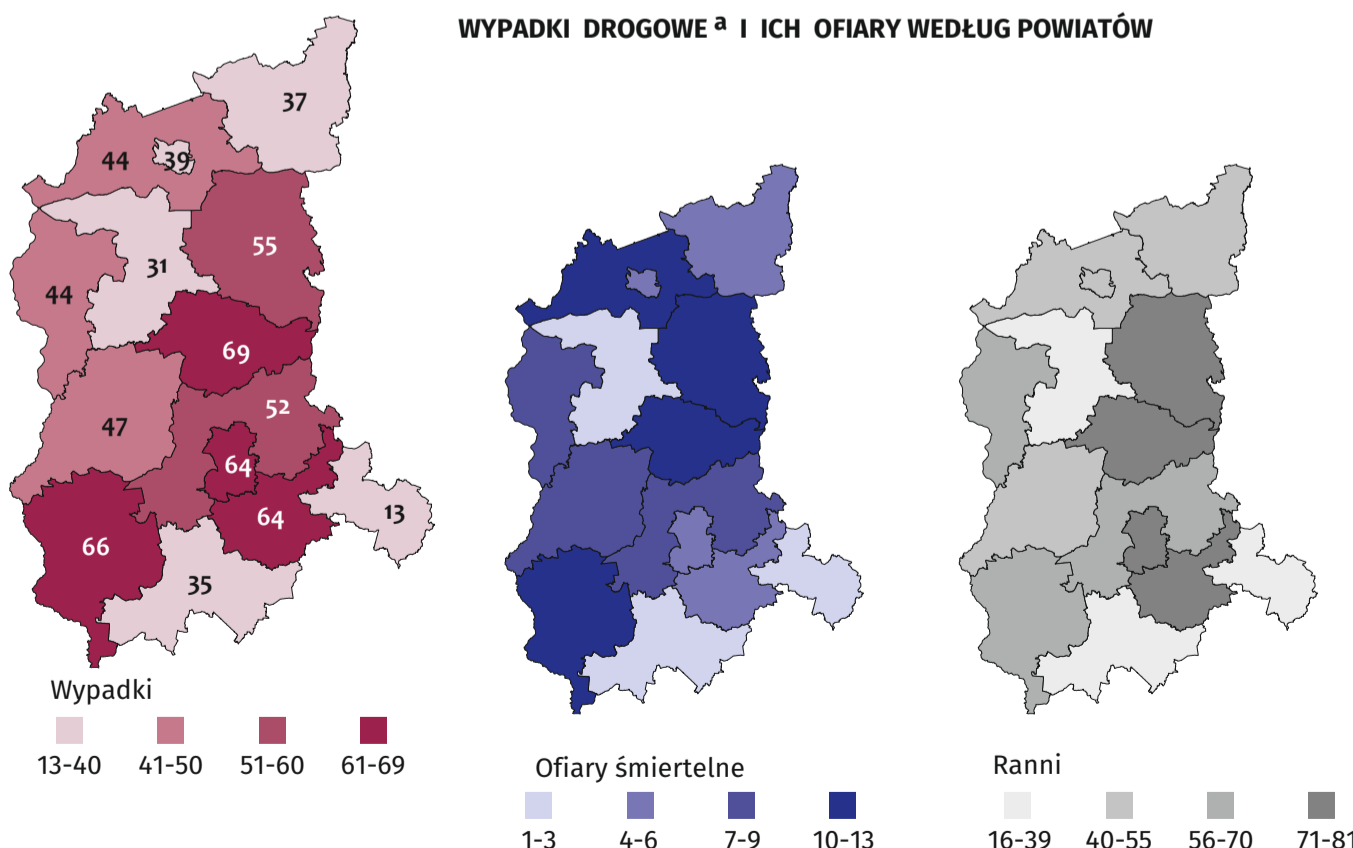 WYPADKI DROGOWE a I ICH OFIARY WEDŁUG POWIATÓW
37
44
39
55
31
44
69
52
47
64
13
64
66
35
Wypadki
13-40 41-50 51-60 61-69
Ofiary śmiertelne
1-3 4-6 7-9 10-13
Ranni
16-39 40-55 56-70 71-81